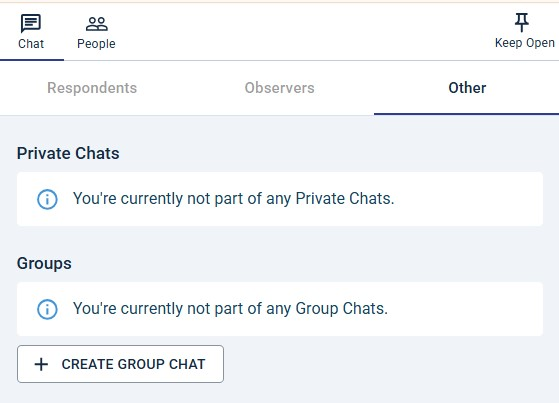 Chat
People
Keep Open
Respondents
Observers
Other
Private Chats
You're currently not part of any Private Chats.
Groups
You're currently not part of any Group Chats.
+ CREATE GROUP CHAT